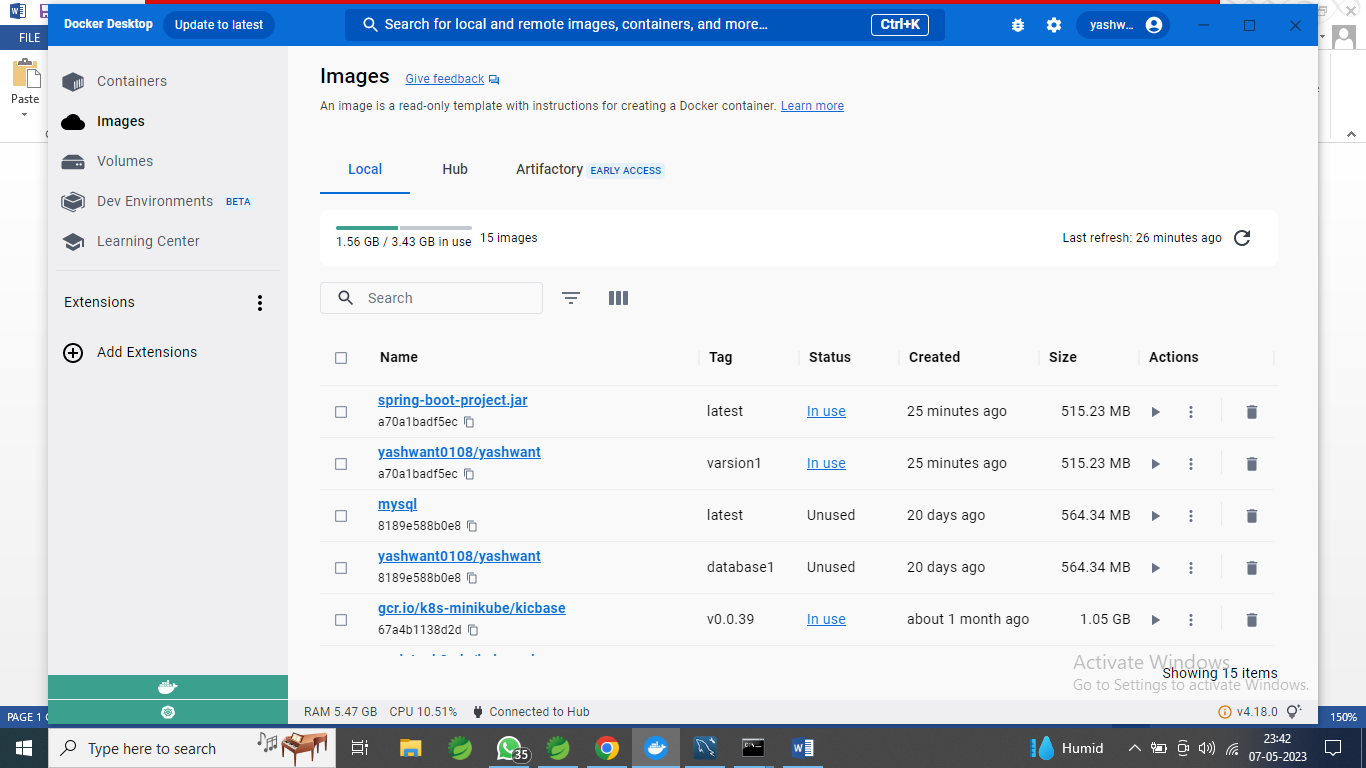 Docker Desktop
Update to latest
Search for local and remote images, containers, and more...
Ctrl+K
yashw...
FILE
Paste
Containers
Images
Volumes
Dev Environments BETA
Learning Center
Extensions
Add Extensions
Images Give feedback
An image is a read-only template with instructions for creating a Docker container. Learn more
Local Hub Artifactory EARLY ACCESS
1.56 GB / 3.43 GB in use 15 images Last refresh: 26 minutes ago
Search
Name Tag Status Created Size Actions
spring-boot-project.jar
a70a1badf5ec latest In use 25 minutes ago 515.23 MB
yashwant0108/yashwant
a70a1badf5ec varsion1 In use 25 minutes ago 515.23 MB
mysql
8189e588b0e8 latest Unused 20 days ago 564.34 MB
yashwant0108/yashwant
8189e588b0e8 database1 Unused 20 days ago 564.34 MB
gcr.io/k8s-minikube/kicbase
67a4b1138d2d v0.0.39 In use about 1 month ago 1.05 GB
Activate Windows
Showing 15 items
Go to Settings to activate Windows.
RAM 5.47 GB CPU 10.51% Connected to Hub v4.18.0
PAGE 1 150%
Type here to search
35
Humid
23:42
07-05-2023